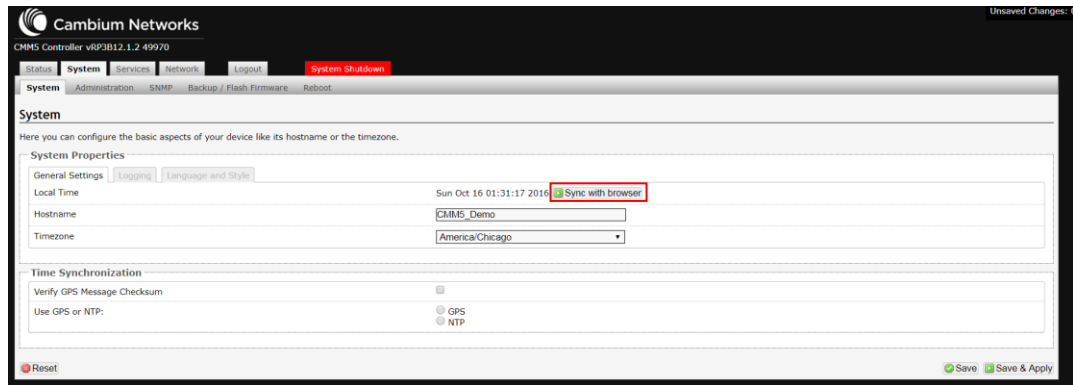 Unsaved Changes:
Cambium Networks
CMM5 Controller vRP3B12.1.2 49970
Status System Services Network Logout System Shutdown
System Administration SNMP Backup / Flash Firmware Reboot
System
Here you can configure the basic aspects of your device like its hostname or the timezone.
System Properties
General Settings Logging Language and Style
Local Time Sun Oct 16 01:31:17 2016 Sync with browser
Hostname CMM5_Demo
Timezone America/Chicago
Time Synchronization
Verify GPS Message Checksum
Use GPS or NTP: GPS
NTP
Reset Save Save & Apply